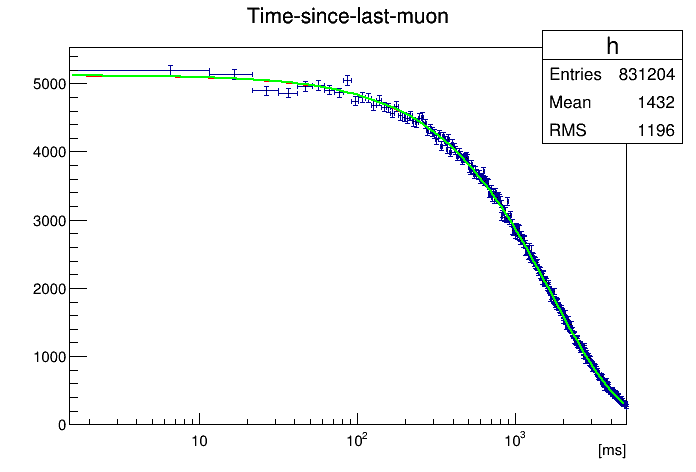 Time-since-last-muon
h
Entries 831204
Mean 1432
RMS 1196
5000
4000
3000
2000
1000
0
10 10² 10³
[ms]